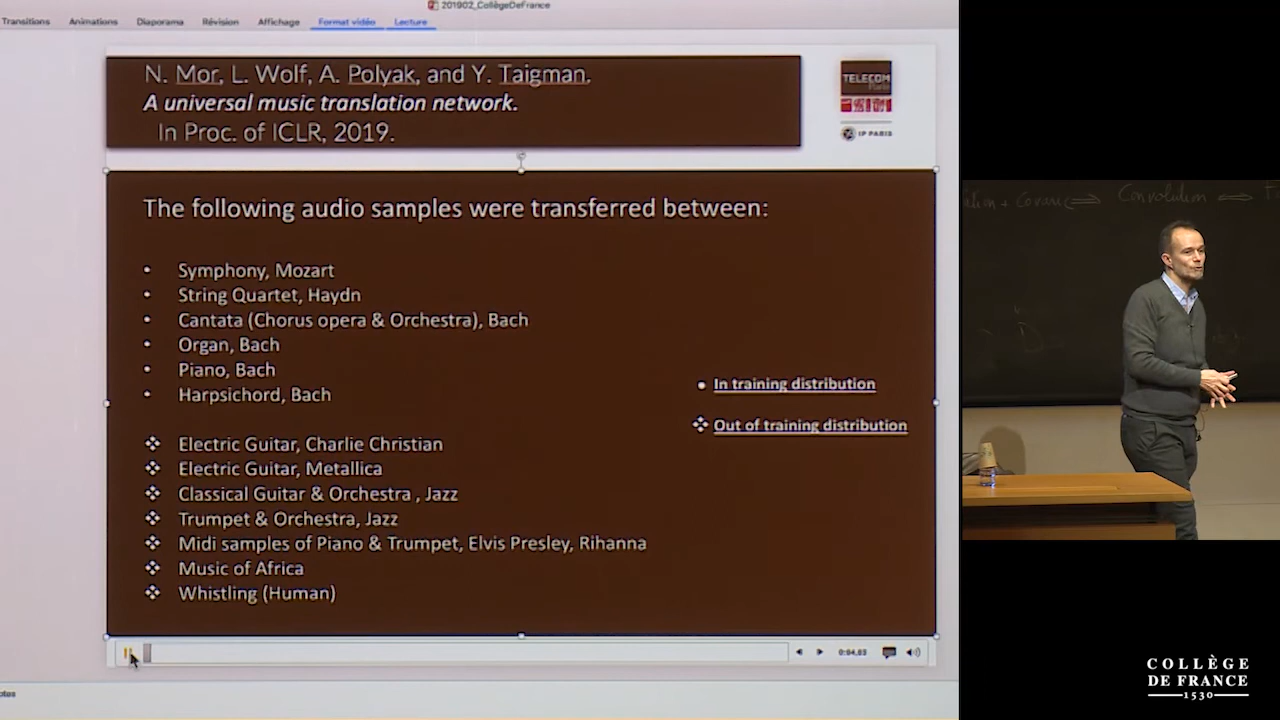 201902_CollègeDeFrance
Transitions Animations Diaporama Révision Affichage Format vidéo Lecture
N. Mor, L. Wolf, A. Polyak, and Y. Taigman.
A universal music translation network.
In Proc. of ICLR, 2019.
TELECOM
Paris
IP PARIS
The following audio samples were transferred between:
• Symphony, Mozart
• String Quartet, Haydn
• Cantata (Chorus opera & Orchestra), Bach
• Organ, Bach
• Piano, Bach
• Harpsichord, Bach
• In training distribution
❖ Out of training distribution
❖ Electric Guitar, Charlie Christian
❖ Electric Guitar, Metallica
❖ Classical Guitar & Orchestra , Jazz
❖ Trumpet & Orchestra, Jazz
❖ Midi samples of Piano & Trumpet, Elvis Presley, Rihanna
❖ Music of Africa
❖ Whistling (Human)
0:04,03
Convolution
COLLÈGE
DE FRANCE
1530